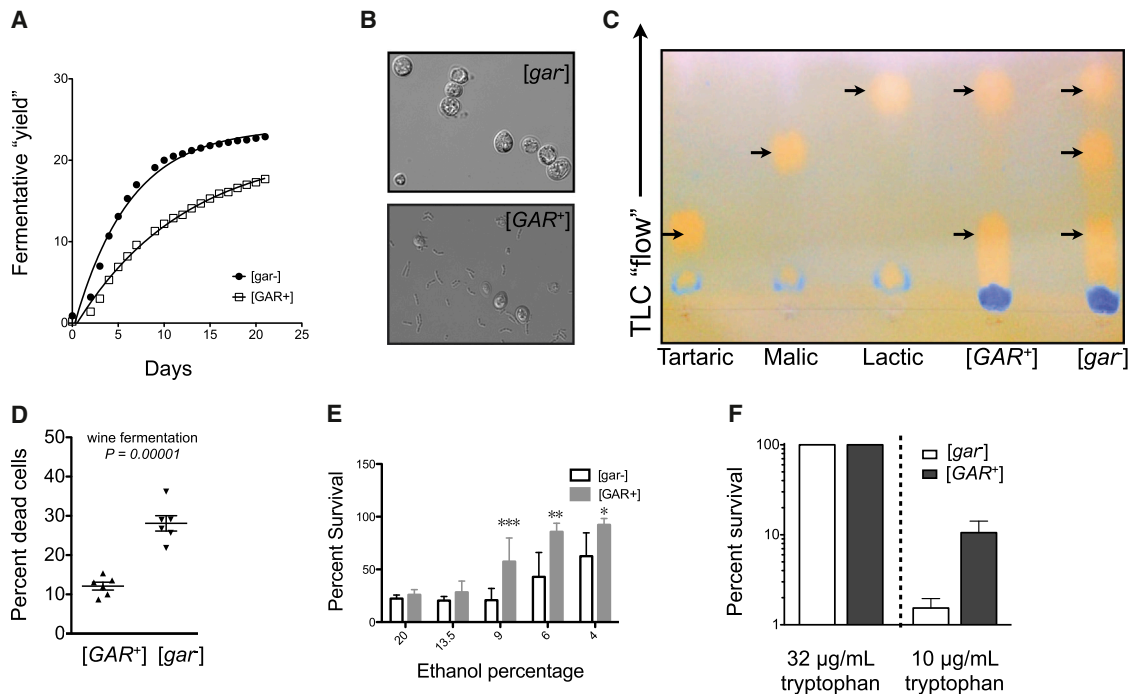 A
Fermentative “yield”
30
20
10
0
0 5 10 15 20 25
Days
[gar-]
[GAR+]
B
[gar-]
[GAR+]
C
TLC “flow”
Tartaric Malic Lactic [GAR+] [gar-]
D
Percent dead cells
wine fermentation
P = 0.00001
50
40
30
20
10
0
[GAR+] [gar-]
E
Percent Survival
150
100
50
0
[gar-]
[GAR+]
*** ** *
20 13.5 9 6 4
Ethanol percentage
F
Percent survival
100
10
1
[gar-]
[GAR+]
32 µg/mL 10 µg/mL
tryptophan tryptophan